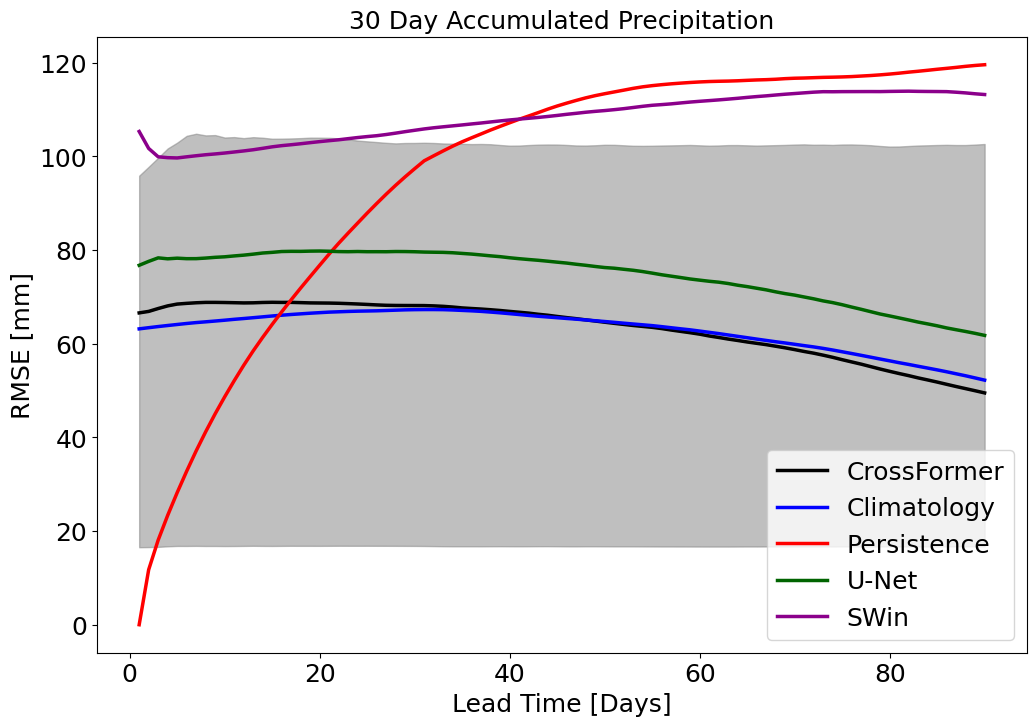 30 Day Accumulated Precipitation
RMSE [mm]
120
100
80
60
40
20
0
CrossFormer
Climatology
Persistence
U-Net
SWin
0 20 40 60 80
Lead Time [Days]